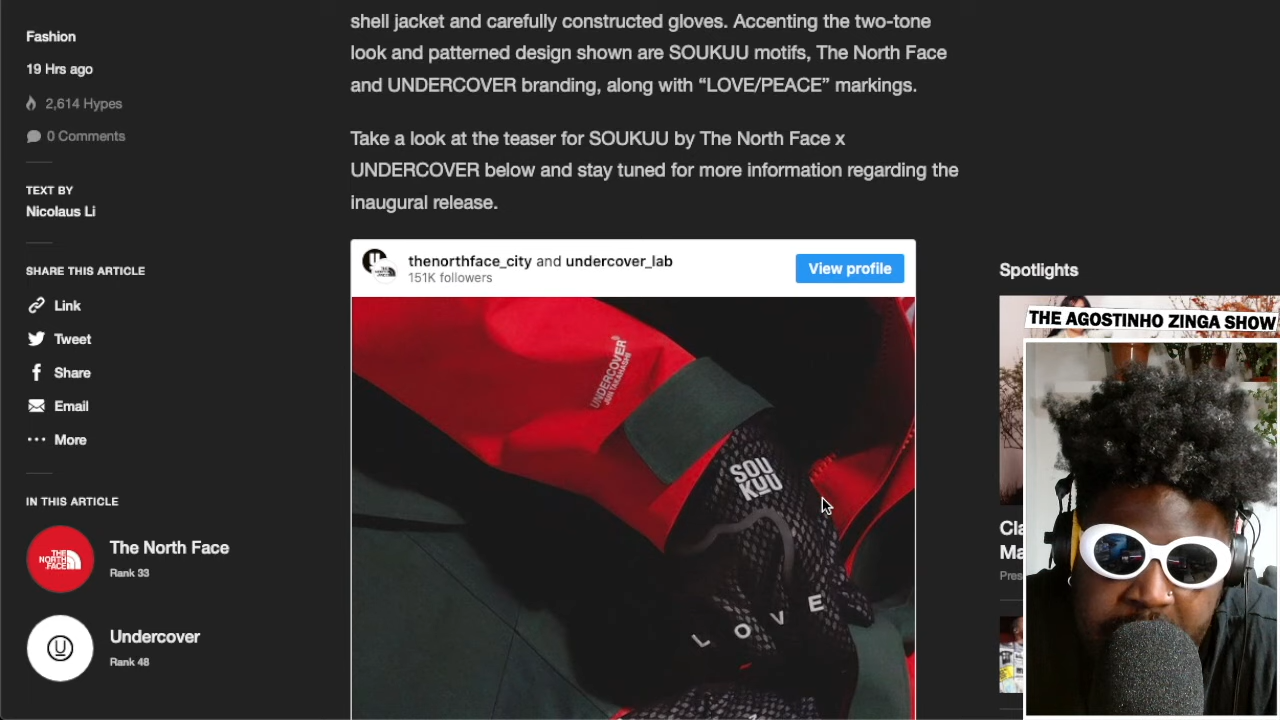 Fashion
19 Hrs ago
2,614 Hypes
0 Comments
TEXT BY
Nicolaus Li
SHARE THIS ARTICLE
Link
Tweet
Share
Email
More
IN THIS ARTICLE
THE
NORTH
FACE
The North Face
Rank 33
Undercover
Rank 48
shell jacket and carefully constructed gloves. Accenting the two-tone
look and patterned design shown are SOUKUU motifs, The North Face
and UNDERCOVER branding, along with “LOVE/PEACE” markings.
Take a look at the teaser for SOUKUU by The North Face x
UNDERCOVER below and stay tuned for more information regarding the
inaugural release.
thenorthface_city and undercover_lab
151K followers
View profile
UNDERCOVER
JUN TAKAHASHI
SOU
KUU
LOVE
Spotlights
THE AGOSTINHO ZINGA SHOW